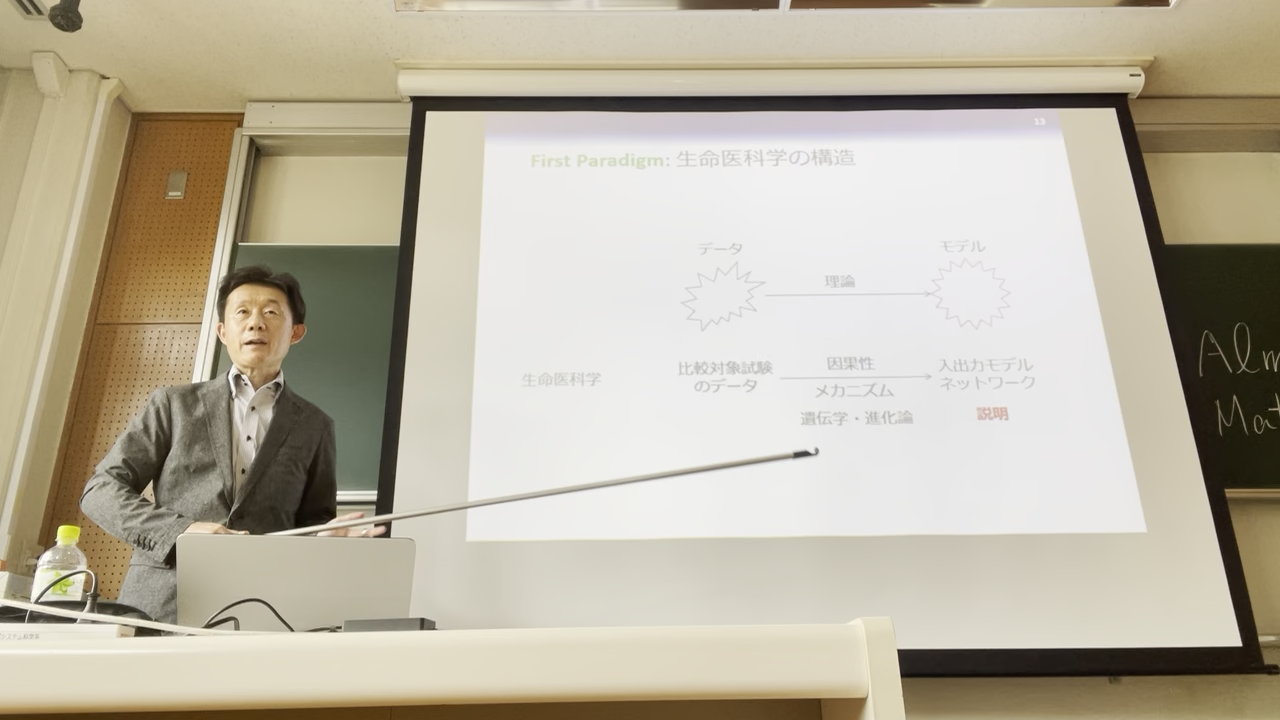 13
First Paradigm: 生命医科学の構造
データ
モデル
理論
生命医科学
比較対象試験
のデータ
因果性
メカニズム
遺伝学・進化論
入出力モデル
ネットワーク
説明
Alm
Mat